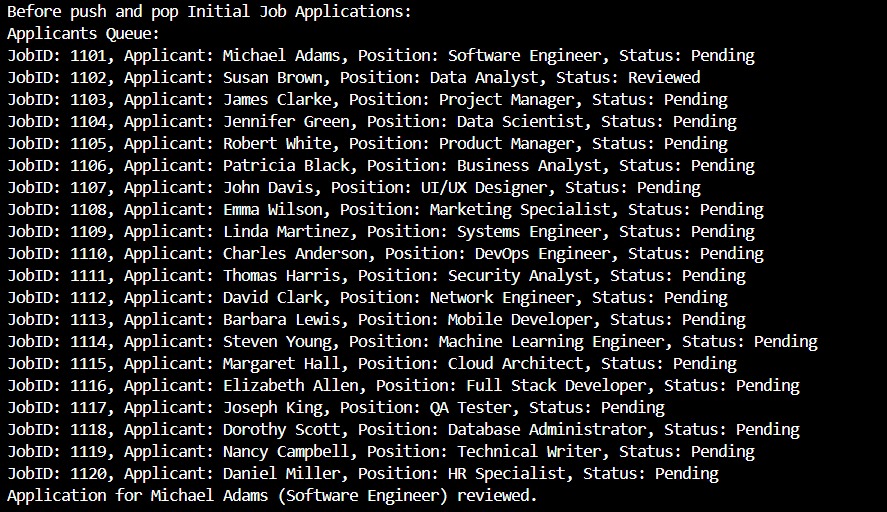 Before push and pop Initial Job Applications:
Applicants Queue:
JobID: 1101, Applicant: Michael Adams, Position: Software Engineer, Status: Pending
JobID: 1102, Applicant: Susan Brown, Position: Data Analyst, Status: Reviewed
JobID: 1103, Applicant: James Clarke, Position: Project Manager, Status: Pending
JobID: 1104, Applicant: Jennifer Green, Position: Data Scientist, Status: Pending
JobID: 1105, Applicant: Robert White, Position: Product Manager, Status: Pending
JobID: 1106, Applicant: Patricia Black, Position: Business Analyst, Status: Pending
JobID: 1107, Applicant: John Davis, Position: UI/UX Designer, Status: Pending
JobID: 1108, Applicant: Emma Wilson, Position: Marketing Specialist, Status: Pending
JobID: 1109, Applicant: Linda Martinez, Position: Systems Engineer, Status: Pending
JobID: 1110, Applicant: Charles Anderson, Position: DevOps Engineer, Status: Pending
JobID: 1111, Applicant: Thomas Harris, Position: Security Analyst, Status: Pending
JobID: 1112, Applicant: David Clark, Position: Network Engineer, Status: Pending
JobID: 1113, Applicant: Barbara Lewis, Position: Mobile Developer, Status: Pending
JobID: 1114, Applicant: Steven Young, Position: Machine Learning Engineer, Status: Pending
JobID: 1115, Applicant: Margaret Hall, Position: Cloud Architect, Status: Pending
JobID: 1116, Applicant: Elizabeth Allen, Position: Full Stack Developer, Status: Pending
JobID: 1117, Applicant: Joseph King, Position: QA Tester, Status: Pending
JobID: 1118, Applicant: Dorothy Scott, Position: Database Administrator, Status: Pending
JobID: 1119, Applicant: Nancy Campbell, Position: Technical Writer, Status: Pending
JobID: 1120, Applicant: Daniel Miller, Position: HR Specialist, Status: Pending
Application for Michael Adams (Software Engineer) reviewed.